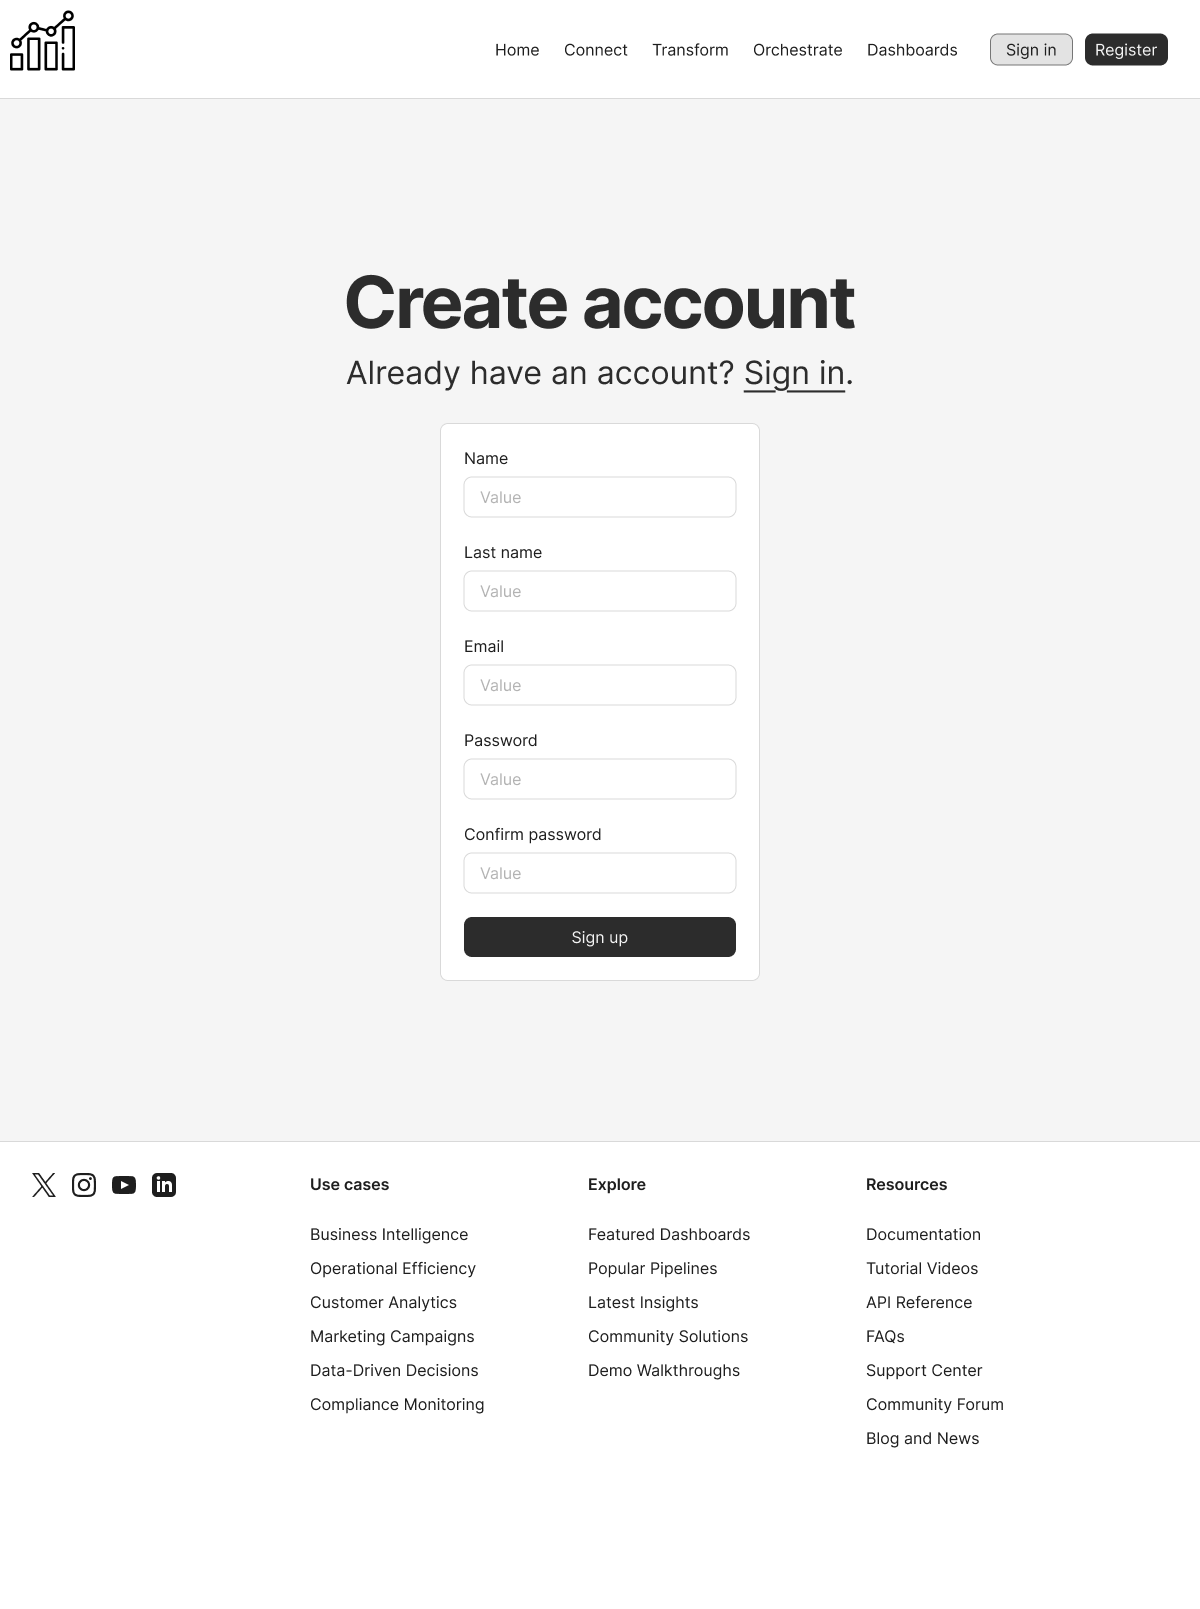 Home Connect Transform Orchestrate Dashboards Sign in Register
Create account
Already have an account? Sign in.
Name
Value
Last name
Value
Email
Value
Password
Value
Confirm password
Value
Sign up
Use cases
Business Intelligence
Operational Efficiency
Customer Analytics
Marketing Campaigns
Data-Driven Decisions
Compliance Monitoring
Explore
Featured Dashboards
Popular Pipelines
Latest Insights
Community Solutions
Demo Walkthroughs
Resources
Documentation
Tutorial Videos
API Reference
FAQs
Support Center
Community Forum
Blog and News